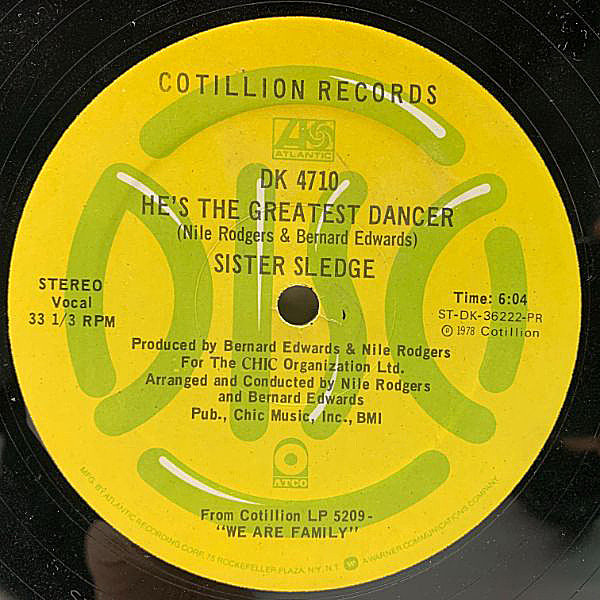 COTILLION RECORDS
ATLANTIC
DK 4710
HE'S THE GREATEST DANCER
(Nile Rodgers & Bernard Edwards)
SISTER SLEDGE
STEREO
Vocal
33 1/3 RPM
Time: 6:04
ST-DK-36222-PR
Ⓟ 1978 Cotillion
Produced by Bernard Edwards & Nile Rodgers
For The CHIC Organization Ltd.
Arranged and Conducted by Nile Rodgers
and Bernard Edwards
Pub., Chic Music, Inc., BMI
ATCO
From Cotillion LP 5209-
"WE ARE FAMILY"
MFG. BY ATLANTIC RECORDING CORP. 75 ROCKEFELLER PLAZA, N.Y., N.Y. A WARNER COMMUNICATIONS COMPANY